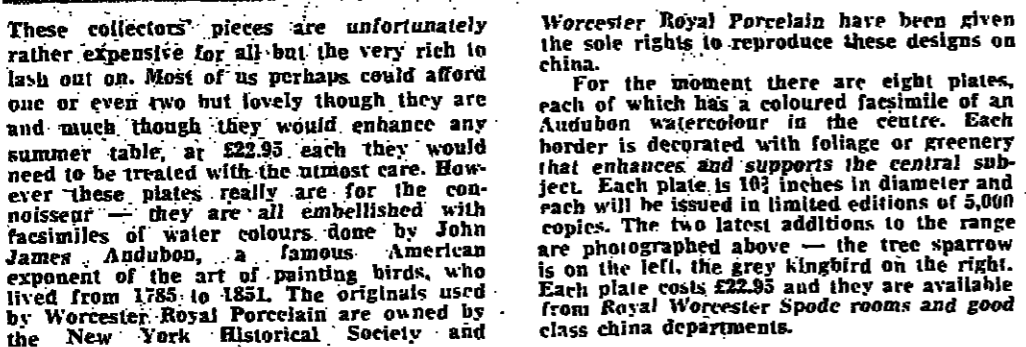 These collectors' pieces are unfortunately
rather expensive for all but the very rich to
lash out on. Most of us perhaps could afford
one or even two but lovely though they are
and much though they would enhance any
summer table, at £22.95 each they would
need to be treated with the utmost care. How-
ever these plates really are for the con-
noisseur — they are all embellished with
facsimiles of water colours done by John
James Andubon, a famous American
exponent of the art of painting birds, who
lived from 1785 to 1851. The originals used
by Worcester Royal Porcelain are owned by
the New York Historical Society and
Worcester Royal Porcelain have been given
the sole rights to reproduce these designs on
china.
For the moment there are eight plates,
each of which has a coloured facsimile of an
Audubon watercolour in the centre. Each
border is decorated with foliage or greenery
that enhances and supports the central sub-
ject. Each plate is 10¾ inches in diameter and
each will be issued in limited editions of 5,000
copies. The two latest additions to the range
are photographed above — the tree sparrow
is on the left, the grey kingbird on the right.
Each plate costs £22.95 and they are available
from Royal Worcester Spode rooms and good
class china departments.